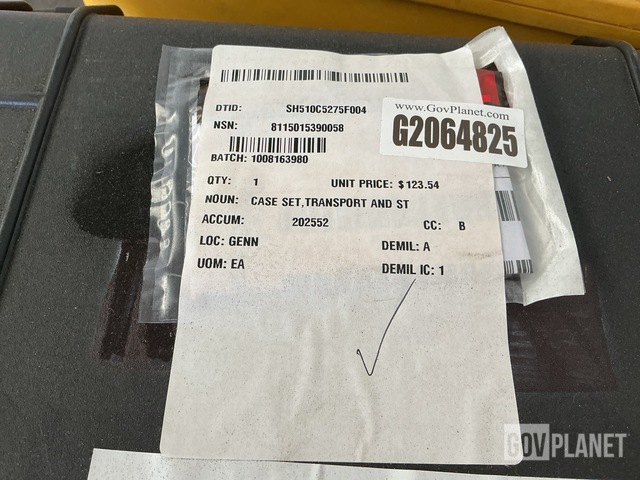 DTID: SH510C5275F004
www.GovPlanet.com
NSN: 8115015390058
G2064825
BATCH: 1008163980
QTY: 1 UNIT PRICE: $123.54
NOUN: CASE SET,TRANSPORT AND ST
ACCUM: 202552 CC: B
LOC: GENN DEMIL: A
UOM: EA DEMIL IC: 1
GOVPLANET